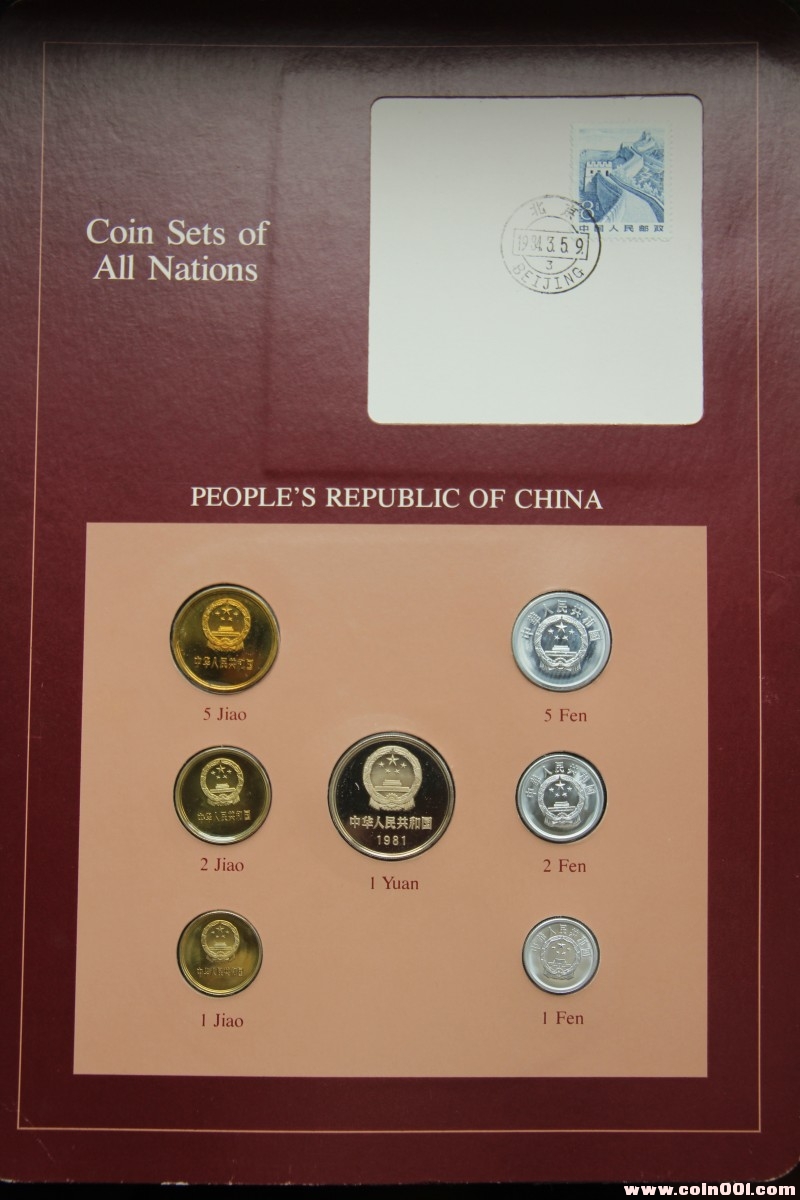 Coin Sets of
All Nations
8
中国人民邮政
北京
1984.3.5.9.
3
BEIJING
PEOPLE'S REPUBLIC OF CHINA
中华人民共和国
5 Jiao
中华人民共和国
5 Fen
中华人民共和国
2 Jiao
中华人民共和国
1981
1 Yuan
中华人民共和国
2 Fen
中华人民共和国
1 Jiao
中华人民共和国
1 Fen
www.coin001.com